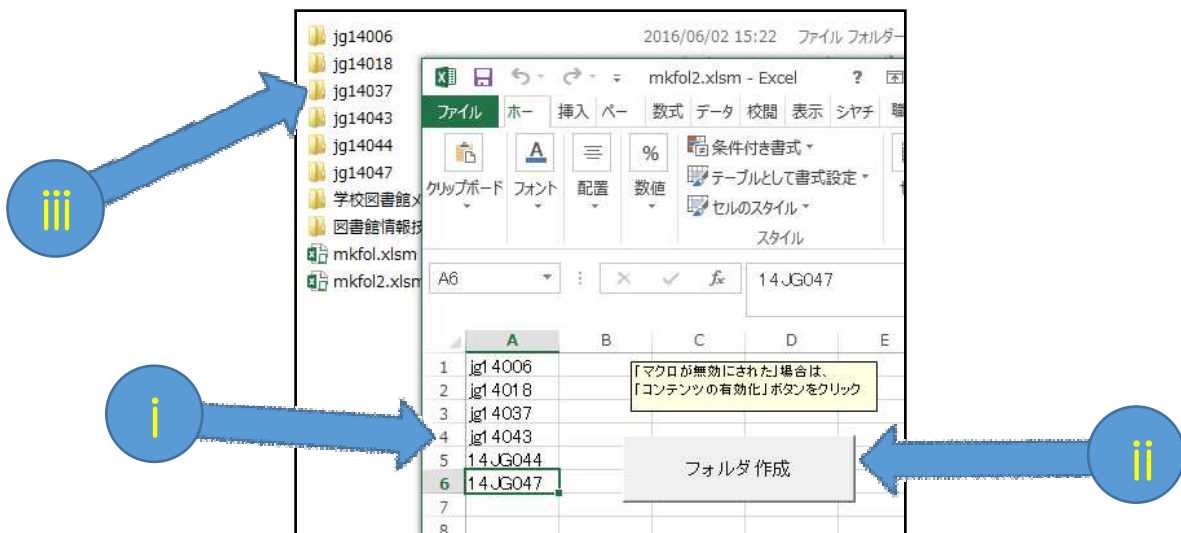 jg14006 2016/06/02 15:22 ファイル フォルダー
jg14018
jg14037
jg14043
jg14044
jg14047
学校図書館メ
図書館情報技
mkfol.xlsm
mkfol2.xlsm
iii
mkfol2.xlsm - Excel ?
ファイル ホー 挿入 ペー 数式 データ 校閲 表示 シヤチ 職
クリップボード フォント 配置 % 数値
条件付き書式
テーブルとして書式設定
セルのスタイル
スタイル
A6 fx 14JG047
A B C D E
1 jg14006
2 jg14018
3 jg14037
4 jg14043
5 14JG044
6 14JG047
7
8
「マクロが無効にされた」場合は、
「コンテンツの有効化」ボタンをクリック
フォルダ作成
i
ii